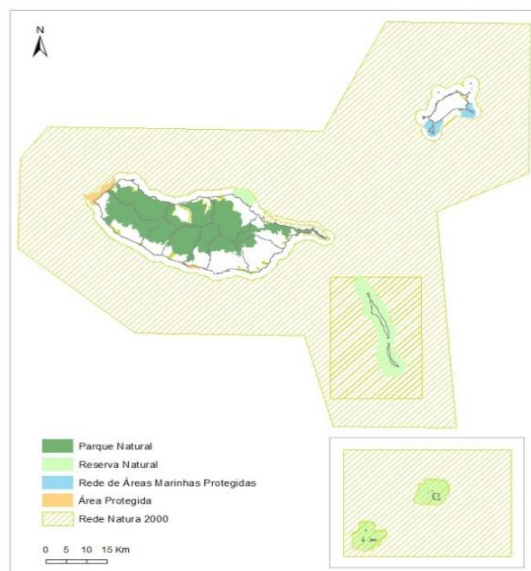 N
Parque Natural
Reserva Natural
Rede de Áreas Marinhas Protegidas
Área Protegida
Rede Natura 2000
0 5 10 15 Km